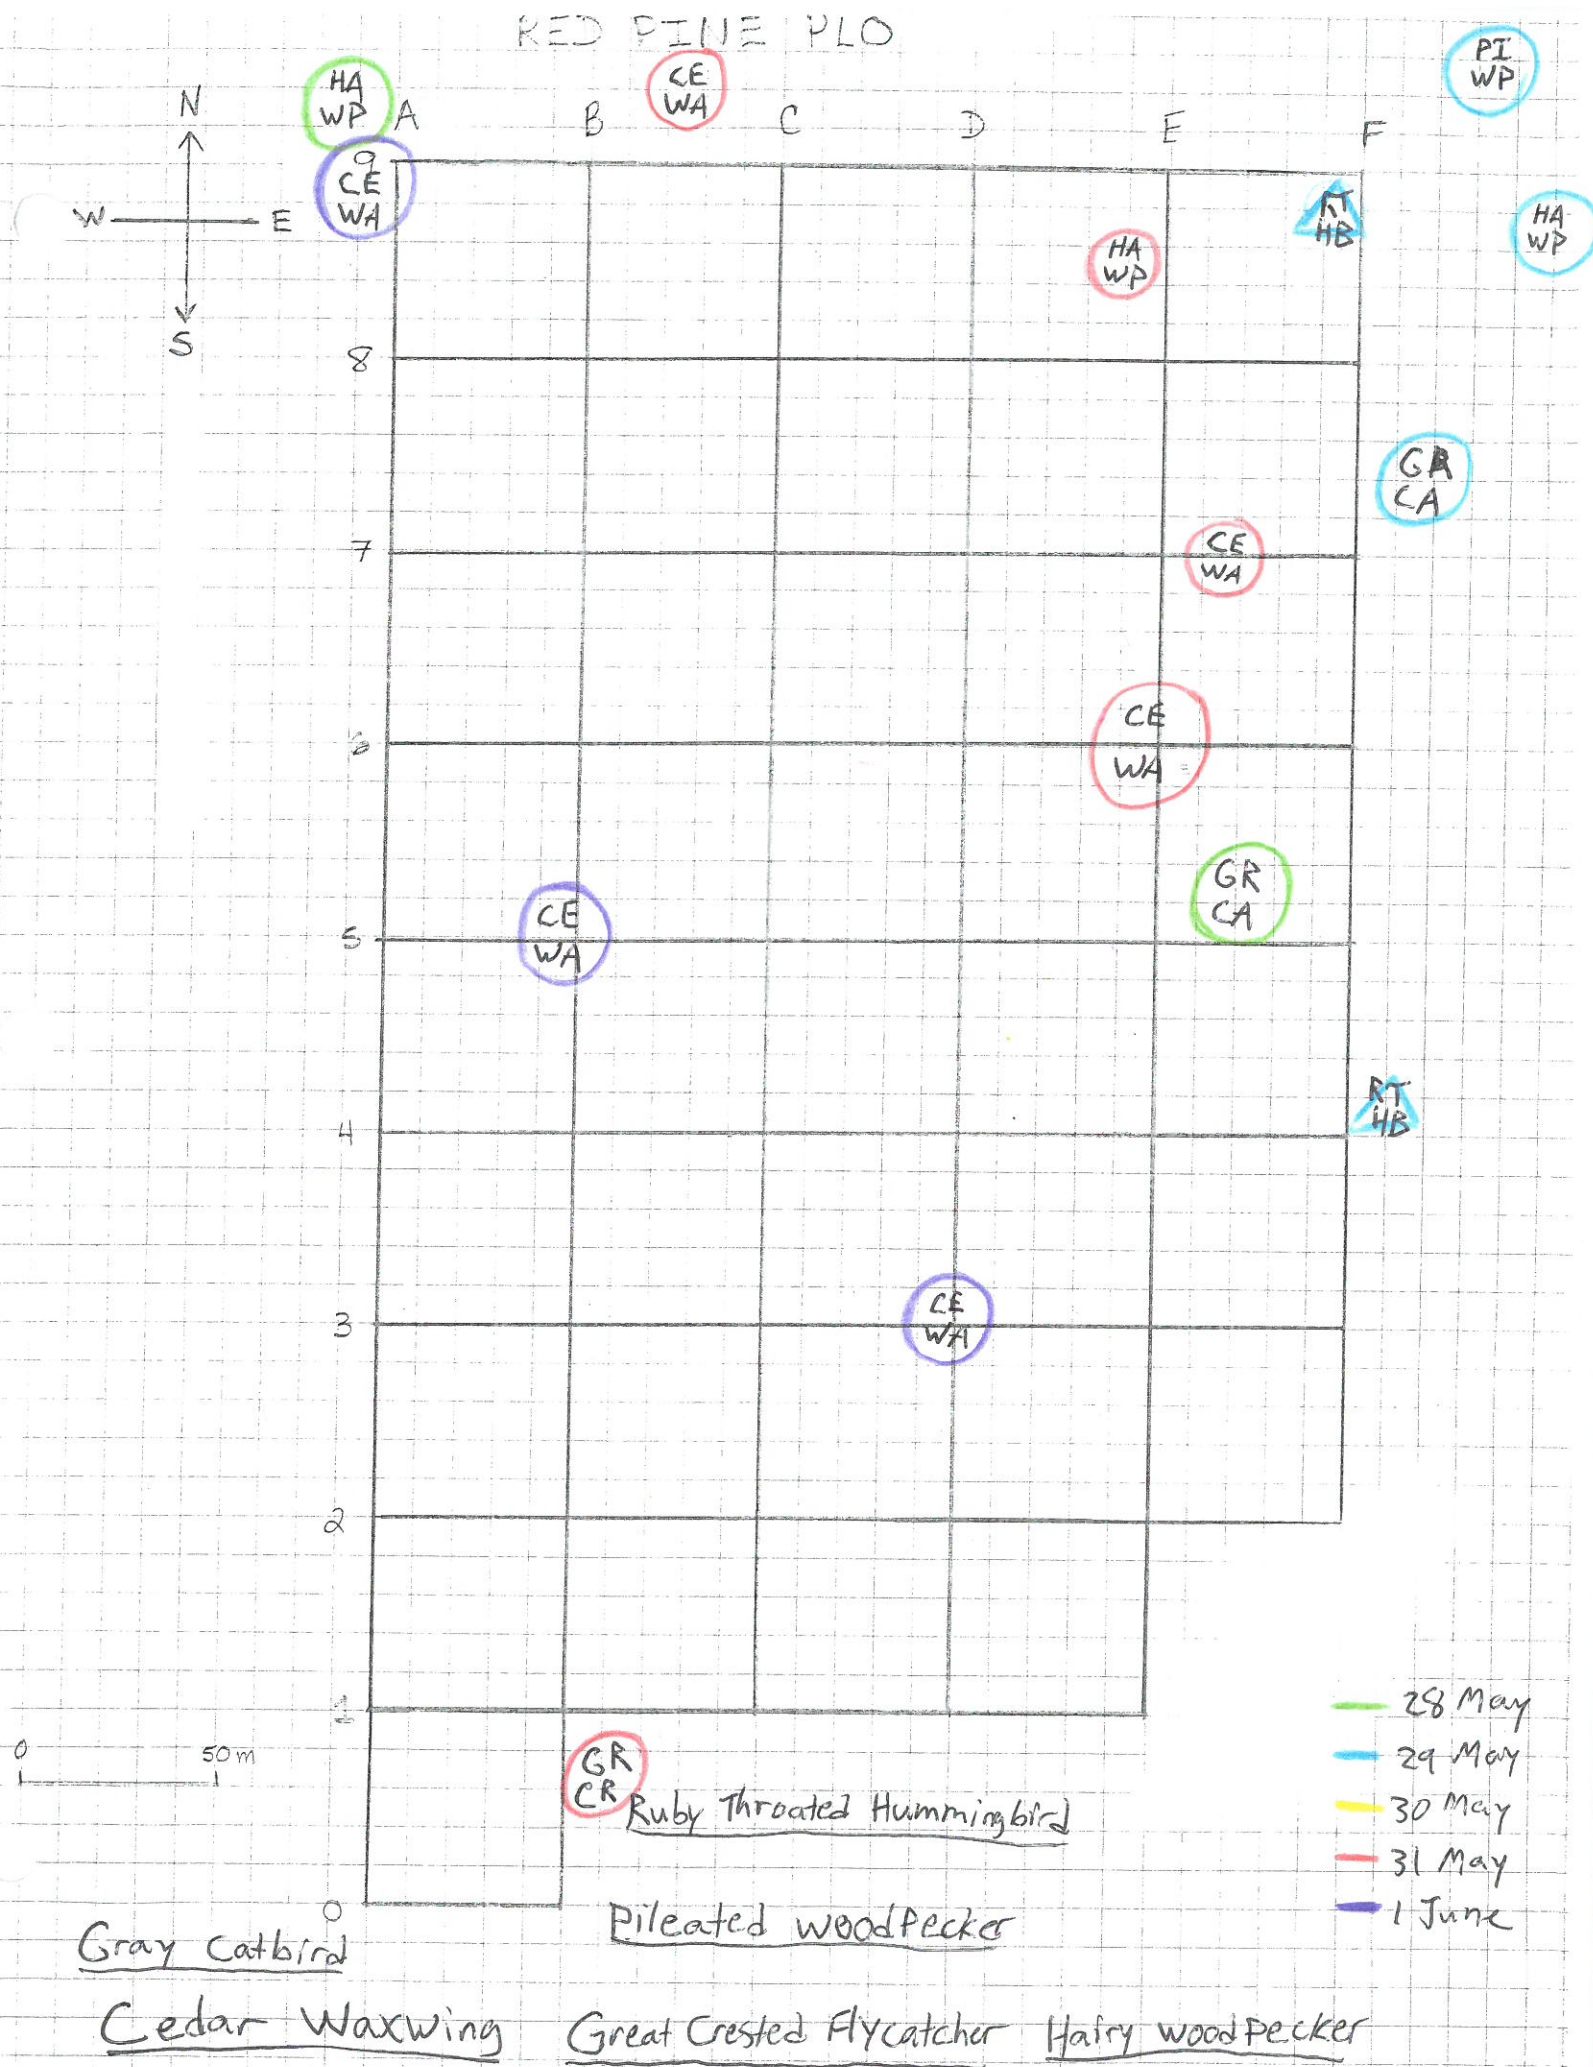 RED PINE PLO
HA
WP
CE
WA
PI
WP
N
A
B
C
D
E
F
9
CE
WA
W
E
S
RT
HB
HA
WP
HA
WP
8
GR
CA
7
CE
WA
6
CE
WA
GR
CA
5
CE
WA
4
RT
HB
3
CE
WA
2
1
28 May
29 May
30 May
31 May
1 June
0
50m
GR
CR
Ruby Throated Hummingbird
0
Pileated Woodpecker
Gray Catbird
Cedar Waxwing
Great Crested Flycatcher
Hairy Woodpecker